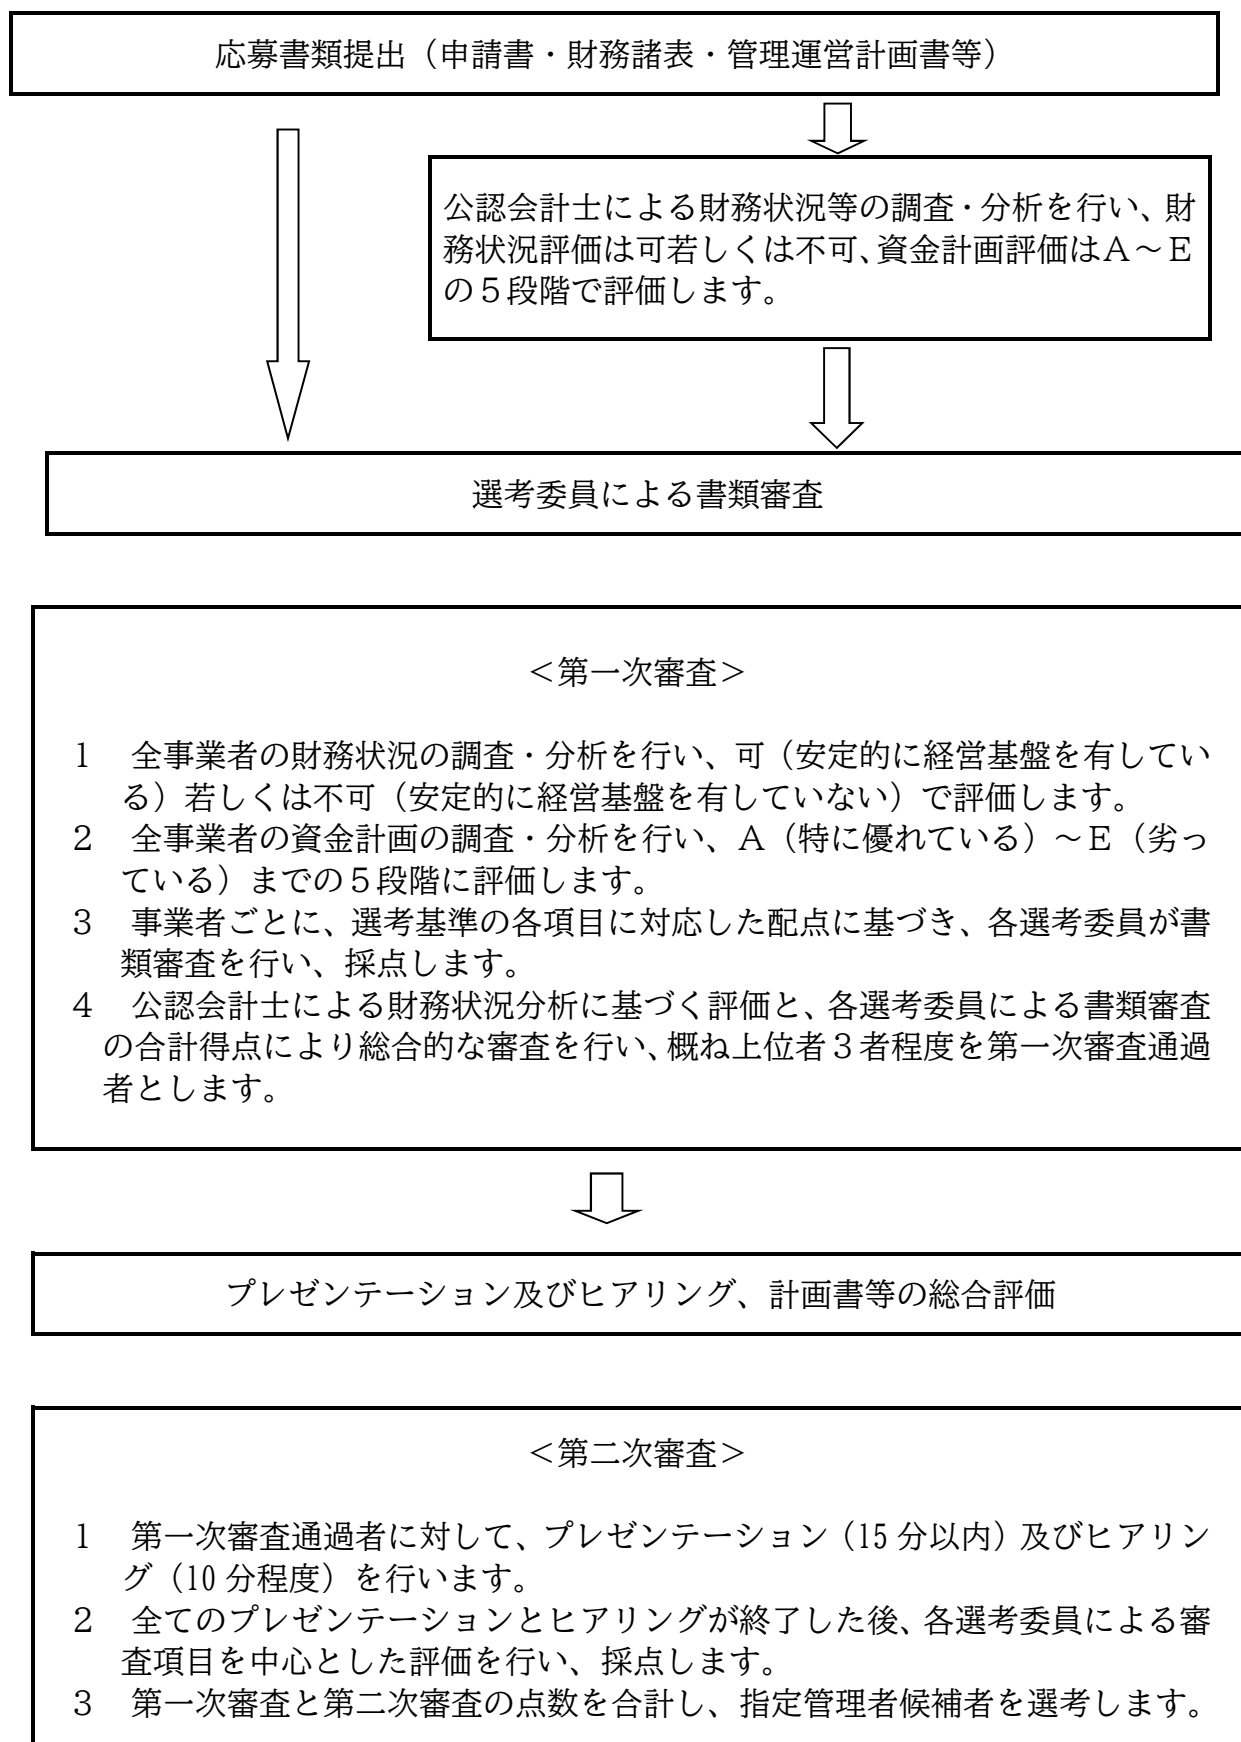 応募書類提出（申請書・財務諸表・管理運営計画書等）
公認会計士による財務状況等の調査・分析を行い、財
務状況評価は可若しくは不可、資金計画評価はＡ～Ｅ
の５段階で評価します。
選考委員による書類審査
＜第一次審査＞
１　全事業者の財務状況の調査・分析を行い、可（安定的に経営基盤を有してい
る）若しくは不可（安定的に経営基盤を有していない）で評価します。
２　全事業者の資金計画の調査・分析を行い、Ａ（特に優れている）～Ｅ（劣っ
ている）までの５段階に評価します。
３　事業者ごとに、選考基準の各項目に対応した配点に基づき、各選考委員が書
類審査を行い、採点します。
４　公認会計士による財務状況分析に基づく評価と、各選考委員による書類審査
の合計得点により総合的な審査を行い、概ね上位者３者程度を第一次審査通過
者とします。
プレゼンテーション及びヒアリング、計画書等の総合評価
＜第二次審査＞
１　第一次審査通過者に対して、プレゼンテーション（15 分以内）及びヒアリン
グ（10 分程度）を行います。
２　全てのプレゼンテーションとヒアリングが終了した後、各選考委員による審
査項目を中心とした評価を行い、採点します。
３　第一次審査と第二次審査の点数を合計し、指定管理者候補者を選考します。